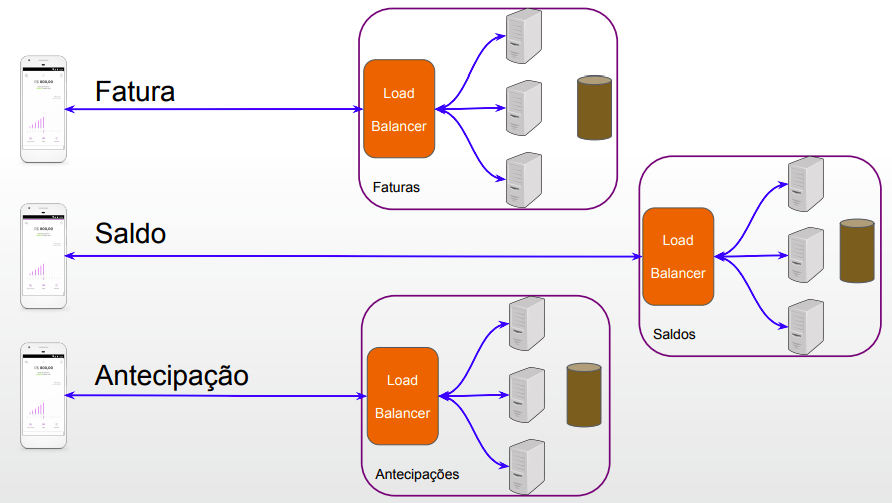 R$ 800,00
Fatura
Load
Balancer
Faturas
R$ 800,00
Saldo
Load
Balancer
Saldos
R$ 800,00
Antecipação
Load
Balancer
Antecipações